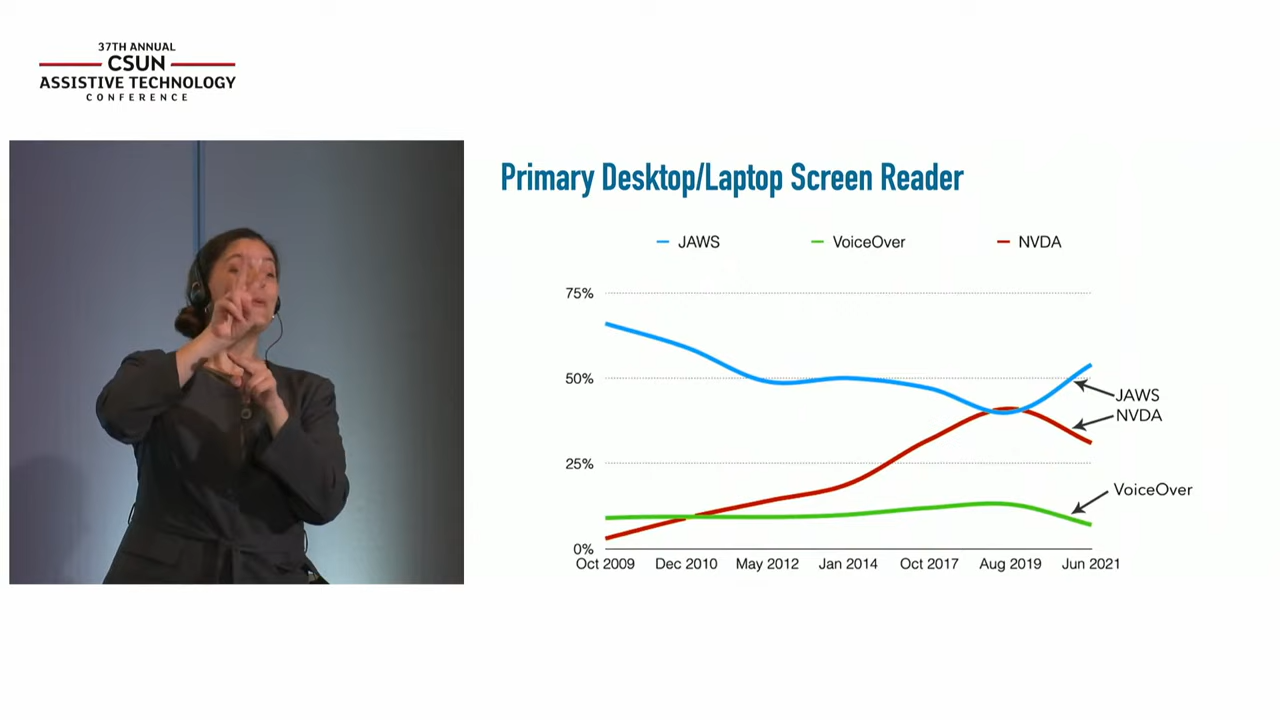 37TH ANNUAL
CSUN
ASSISTIVE TECHNOLOGY
CONFERENCE
Primary Desktop/Laptop Screen Reader
JAWS VoiceOver NVDA
75%
50%
25%
0%
JAWS
NVDA
VoiceOver
Oct 2009 Dec 2010 May 2012 Jan 2014 Oct 2017 Aug 2019 Jun 2021